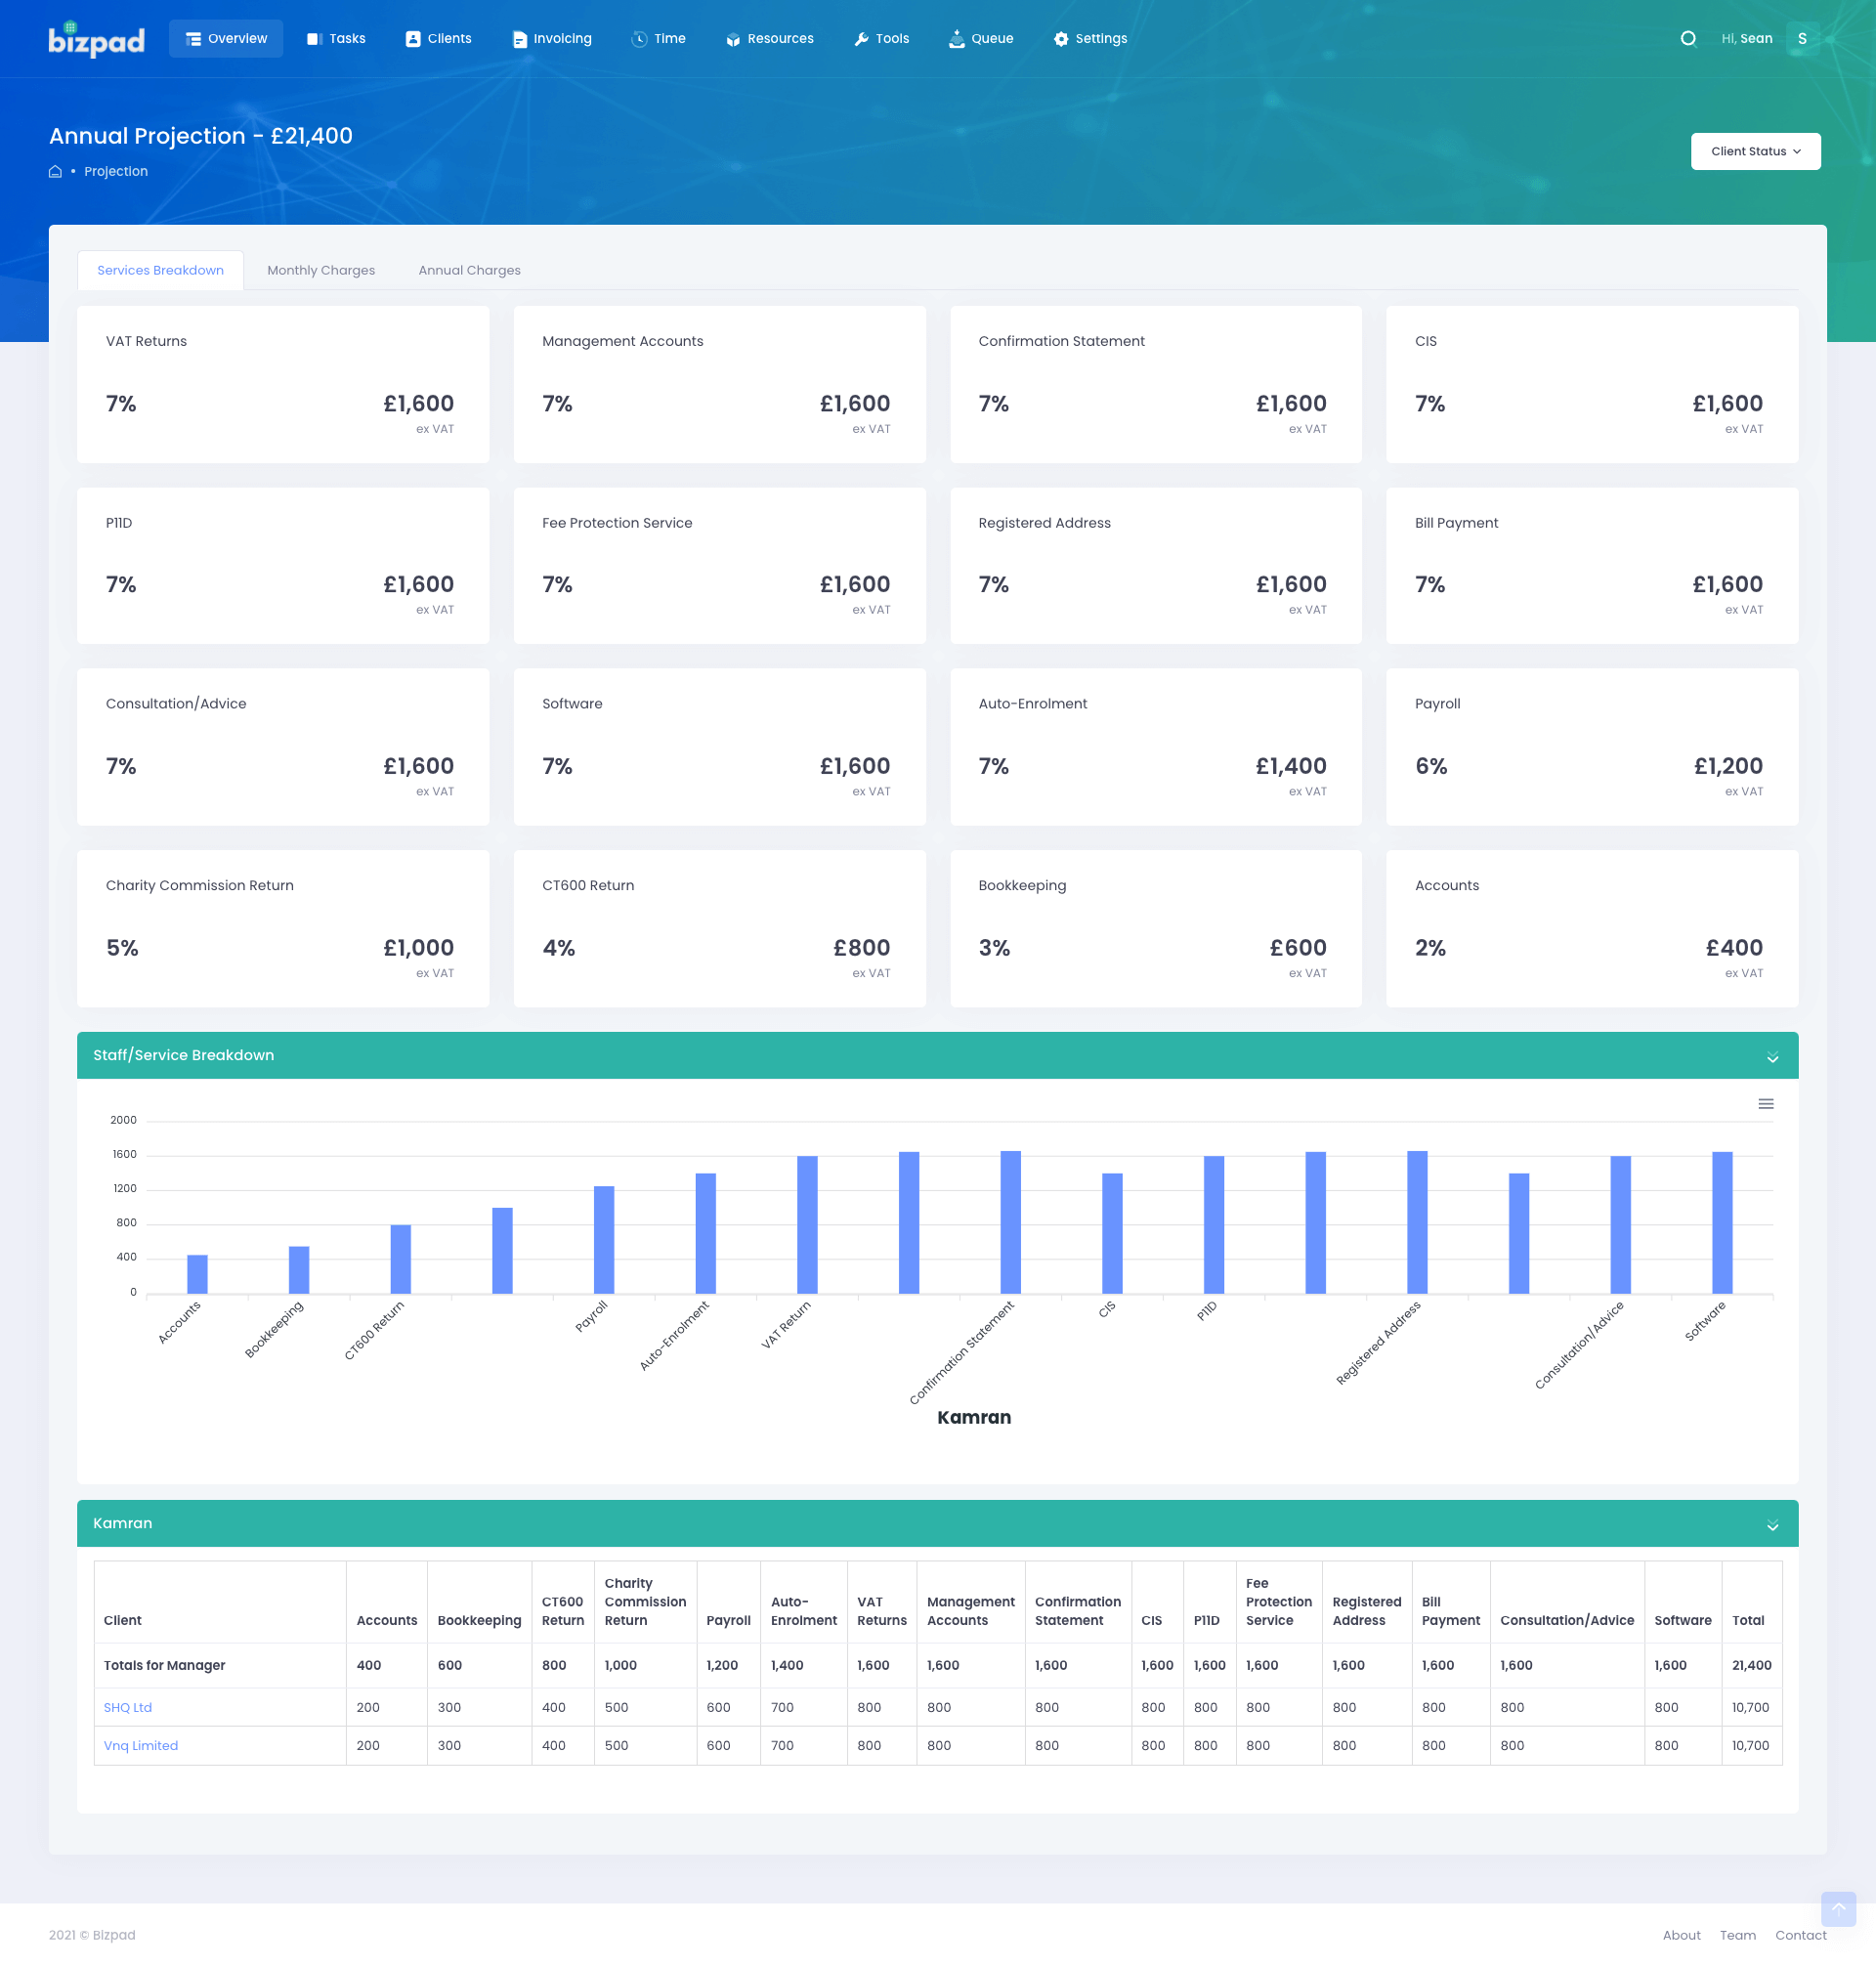 bizpad Overview Tasks Clients Invoicing Time Resources Tools Queue Settings Hi, Sean S
Annual Projection - £21,400
Projection
Client Status
Services Breakdown Monthly Charges Annual Charges
VAT Returns Management Accounts Confirmation Statement CIS
7% £1,600 7% £1,600 7% £1,600 7% £1,600
ex VAT ex VAT ex VAT ex VAT
P11D Fee Protection Service Registered Address Bill Payment
7% £1,600 7% £1,600 7% £1,600 7% £1,600
ex VAT ex VAT ex VAT ex VAT
Consultation/Advice Software Auto-Enrolment Payroll
7% £1,600 7% £1,600 7% £1,400 6% £1,200
ex VAT ex VAT ex VAT ex VAT
Charity Commission Return CT600 Return Bookkeeping Accounts
5% £1,000 4% £800 3% £600 2% £400
ex VAT ex VAT ex VAT ex VAT
Staff/Service Breakdown
2000
1600
1200
800
400
0
Accounts Bookkeeping CT600 Return Payroll Auto-Enrolment VAT Return Confirmation Statement CIS P11D Registered Address Consultation/Advice Software
Kamran
Kamran
Client Accounts Bookkeeping CT600 Return Charity Commission Return Payroll Auto-Enrolment VAT Returns Management Accounts Confirmation Statement CIS P11D Fee Protection Service Registered Address Bill Payment Consultation/Advice Software Total
Totals for Manager 400 600 800 1,000 1,200 1,400 1,600 1,600 1,600 1,600 1,600 1,600 1,600 1,600 1,600 1,600 21,400
SHQ Ltd 200 300 400 500 600 700 800 800 800 800 800 800 800 800 800 800 10,700
Vnq Limited 200 300 400 500 600 700 800 800 800 800 800 800 800 800 800 800 10,700
2021 © Bizpad About Team Contact